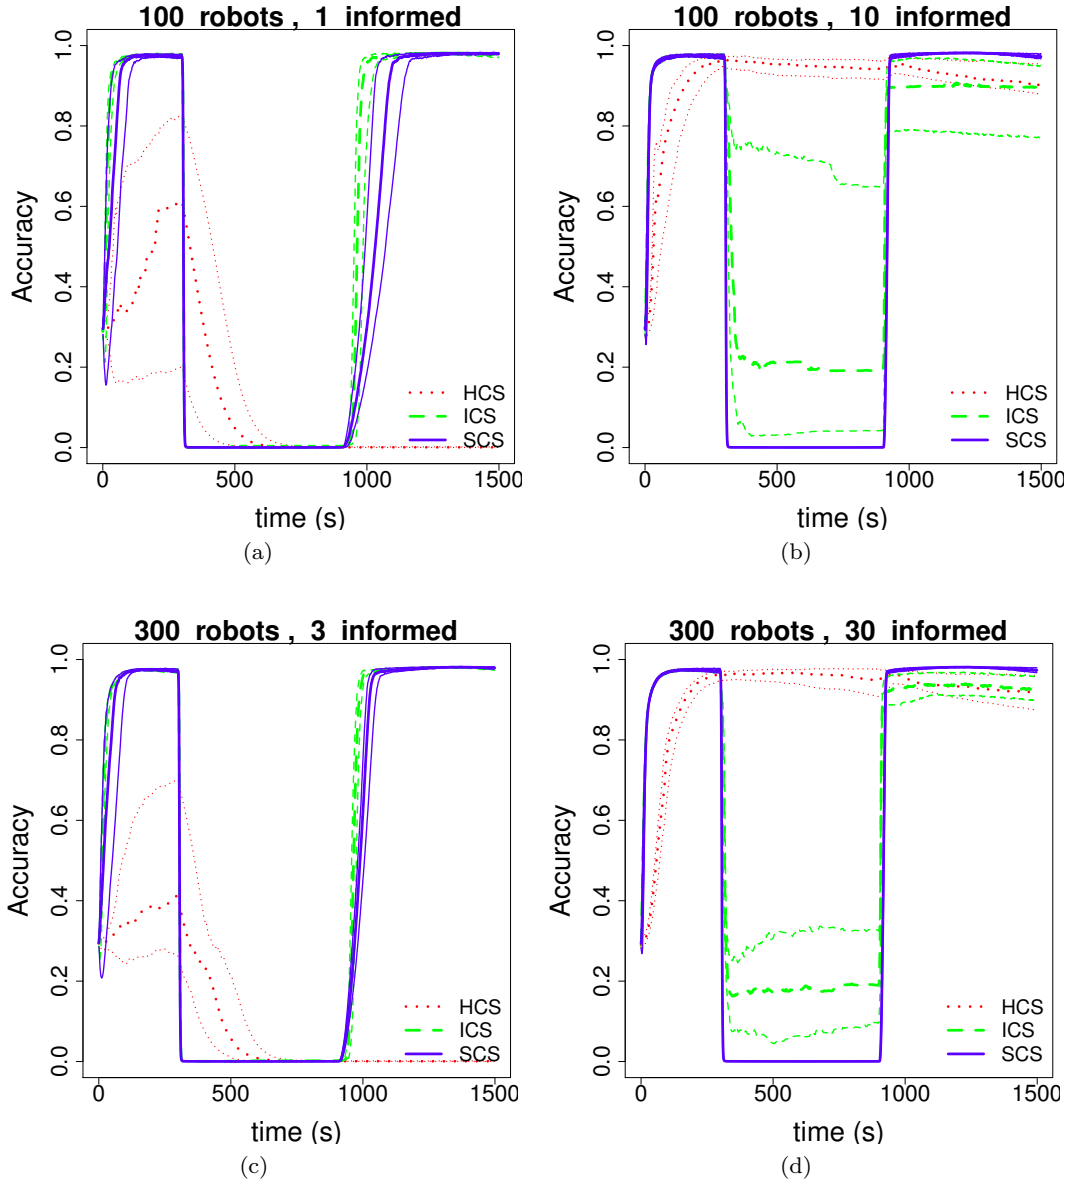 100 robots , 1 informed
Accuracy
0.0 0.2 0.4 0.6 0.8 1.0
HCS
ICS
SCS
0 500 1000 1500
time (s)
(a)
100 robots , 10 informed
Accuracy
0.0 0.2 0.4 0.6 0.8 1.0
HCS
ICS
SCS
0 500 1000 1500
time (s)
(b)
300 robots , 3 informed
Accuracy
0.0 0.2 0.4 0.6 0.8 1.0
HCS
ICS
SCS
0 500 1000 1500
time (s)
(c)
300 robots , 30 informed
Accuracy
0.0 0.2 0.4 0.6 0.8 1.0
HCS
ICS
SCS
0 500 1000 1500
time (s)
(d)